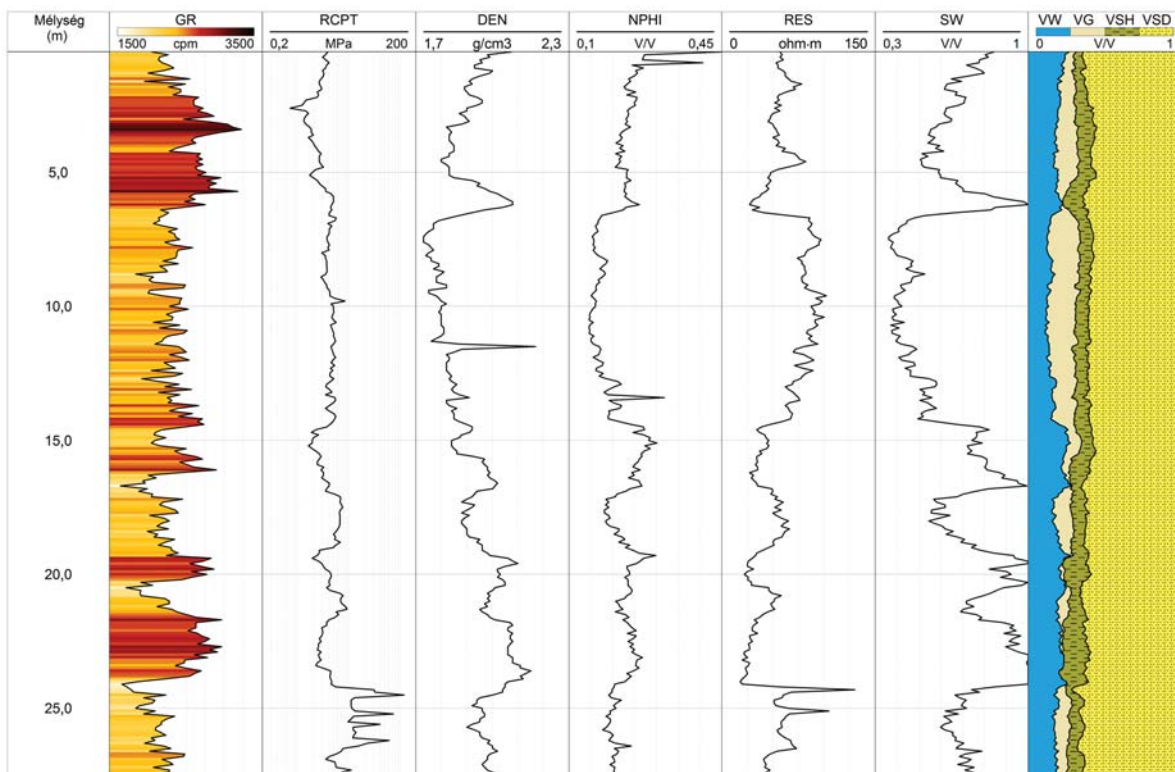 Mélység
(m)
GR
1500 cpm 3500
RCPT
0,2 MPa 200
DEN
1,7 g/cm3 2,3
NPHI
0,1 V/V 0,45
RES
0 ohm-m 150
SW
0,3 V/V 1
VW VG VSH VSD
0 V/V 1
5,0
10,0
15,0
20,0
25,0